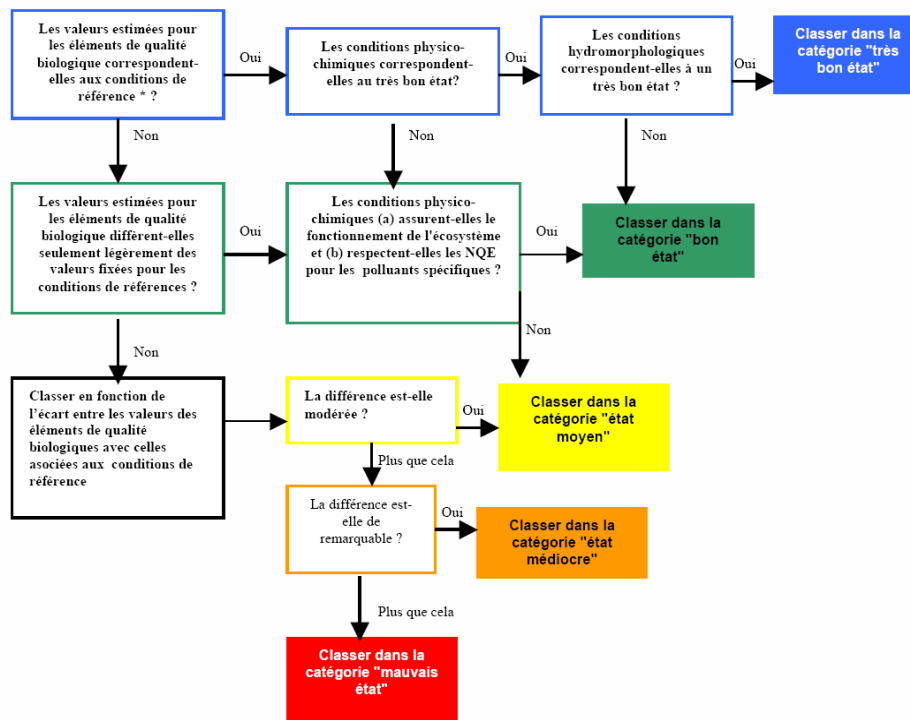 Les valeurs estimées pour
les éléments de qualité
biologique correspondent-
elles aux conditions de
référence * ?
Oui
Les conditions physico-
chimiques correspondent-
elles au très bon état?
Oui
Les conditions
hydromorphologiques
correspondent-elles à un
très bon état ?
Oui
Classer dans la
catégorie "très
bon état"
Non
Non
Non
Les valeurs estimées pour
les éléments de qualité
biologique diffèrent-elles
seulement légèrement des
valeurs fixées pour les
conditions de références ?
Oui
Les conditions physico-
chimiques (a) assurent-elles le
fonctionnement de l'écosystème
et (b) respectent-elles les NQE
pour les polluants spécifiques ?
Oui
Classer dans la
catégorie "bon
état"
Non
Non
Classer en fonction de
l'écart entre les valeurs des
éléments de qualité
biologiques avec celles
asociées aux conditions de
référence
La différence est-elle
modérée ?
Oui
Classer dans la
catégorie "état
moyen"
Plus que cela
La différence est-
elle de
remarquable ?
Oui
Classer dans la
catégorie "état
médiocre"
Plus que cela
Classer dans la
catégorie "mauvais
état"